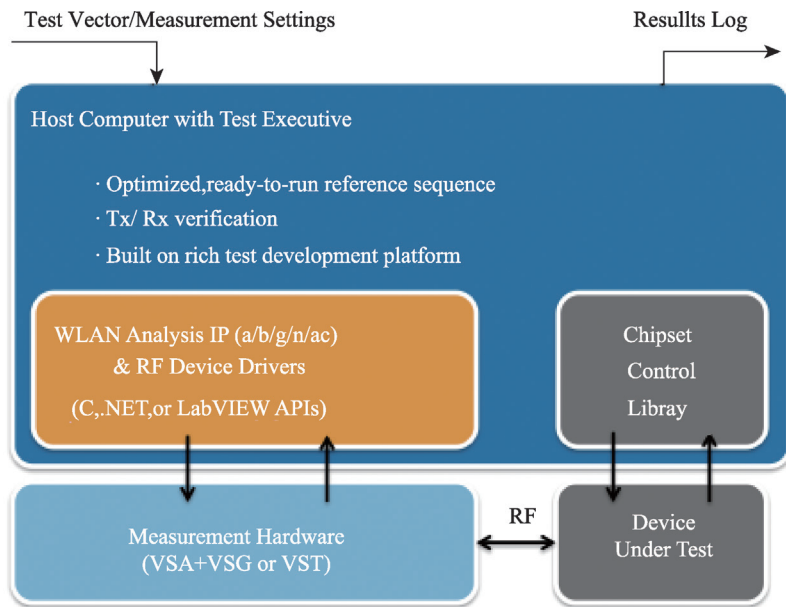 Test Vector/Measurement Settings
Resullts Log
Host Computer with Test Executive
· Optimized,ready-to-run reference sequence
· Tx/ Rx verification
· Built on rich test development platform
WLAN Analysis IP (a/b/g/n/ac)
& RF Device Drivers
(C,.NET,or LabVIEW APIs)
Chipset
Control
Libray
Measurement Hardware
(VSA+VSG or VST)
RF
Device
Under Test